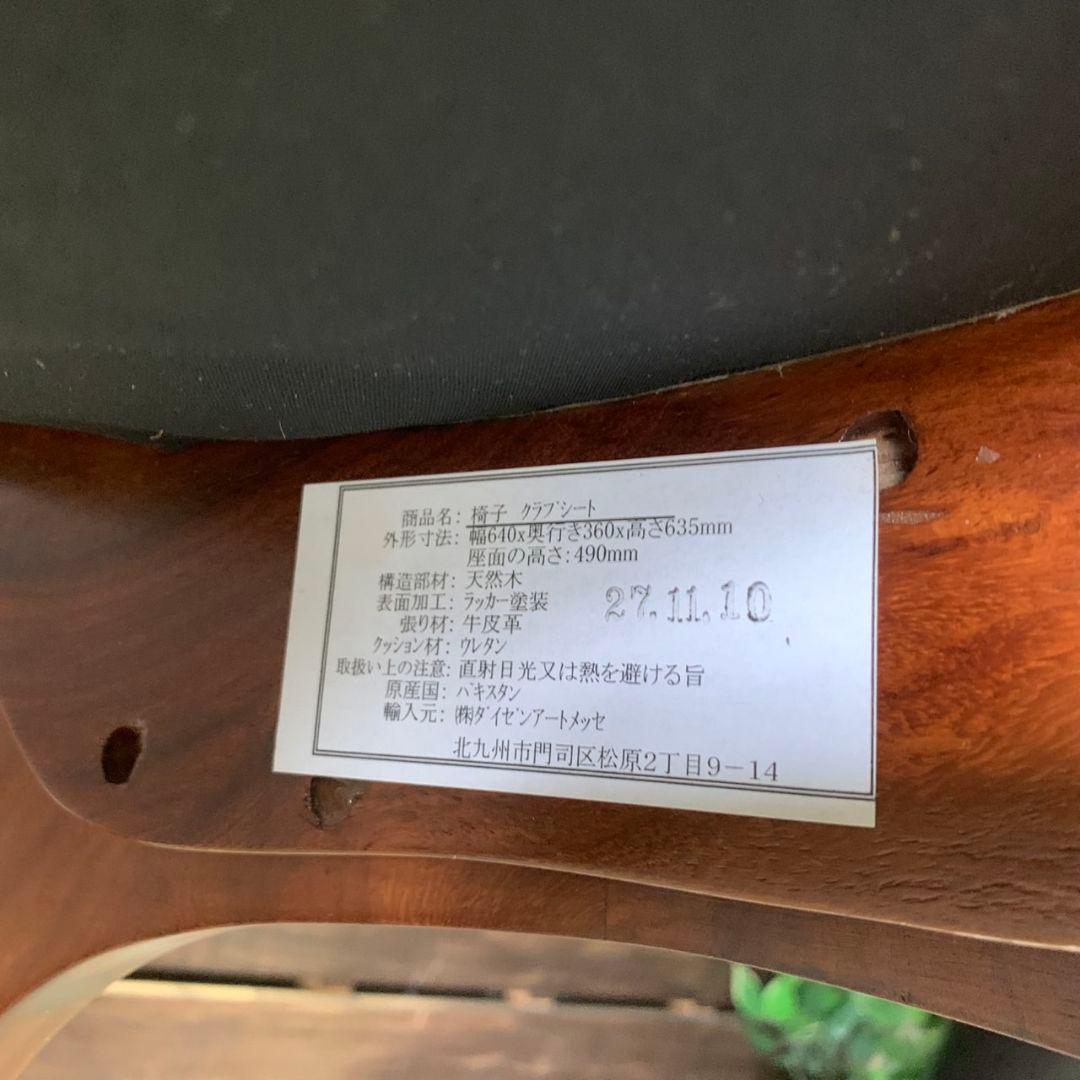 商品名: 椅子 クラブシート
外形寸法: 幅640x奥行き360x高さ635mm
座面の高さ: 490mm
構造部材: 天然木
表面加工: ラッカー塗装
27.11.10
張り材: 牛皮革
クッション材: ウレタン
取扱い上の注意: 直射日光又は熱を避ける旨
原産国: パキスタン
輸入元: ㈱ダイゼンアートメッセ
北九州市門司区松原2丁目9-14